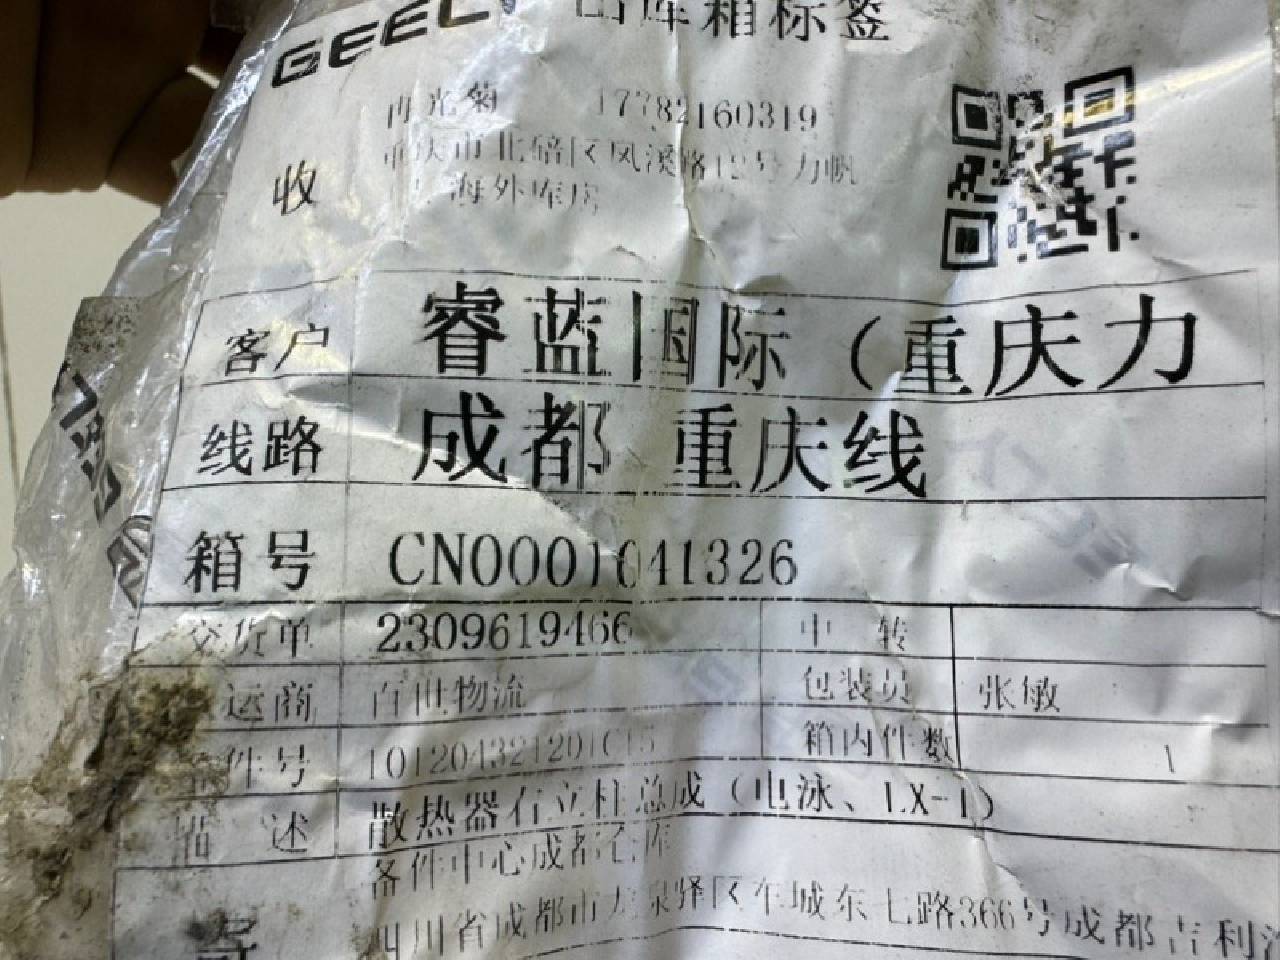 GEELY 出库箱标签
冉光菊 17782160319
收 重庆市北碚区凤溪路12号力帆
海外库房
客户 睿蓝国际（重庆力
线路 成都 重庆线
箱号 CN0001041326
交货单 2309619466 中 转
运商 百世物流 包装员 张敏
件号 101204321201C15 箱内件数 1
描 述 散热器右立柱总成（电泳、LX-1）
备件中心成都仓库
寄 四川省成都市龙泉驿区车城东七路366号成都吉利